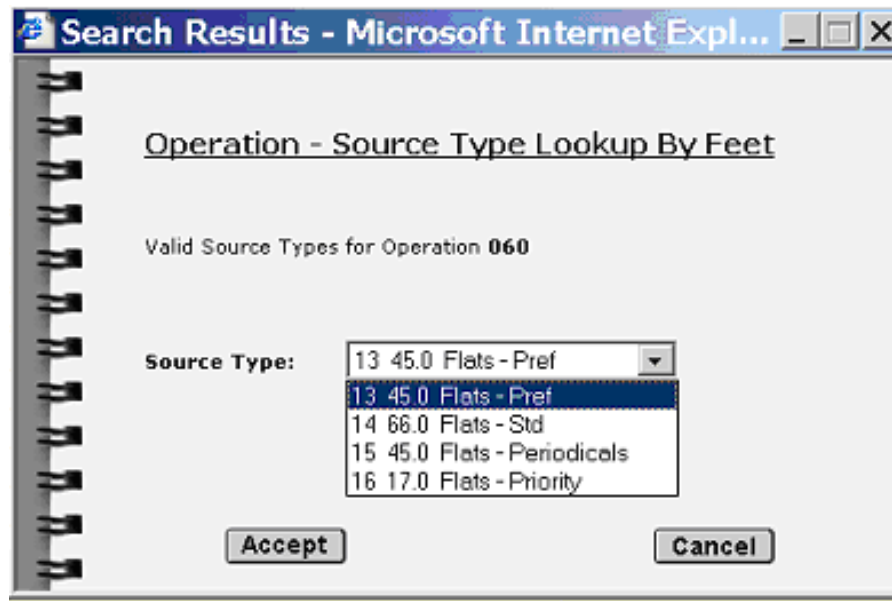 Search Results - Microsoft Internet Expl...
Operation - Source Type Lookup By Feet
Valid Source Types for Operation 060
Source Type: 13 45.0 Flats - Pref
13 45.0 Flats - Pref
14 66.0 Flats - Std
15 45.0 Flats - Periodicals
16 17.0 Flats - Priority
Accept Cancel